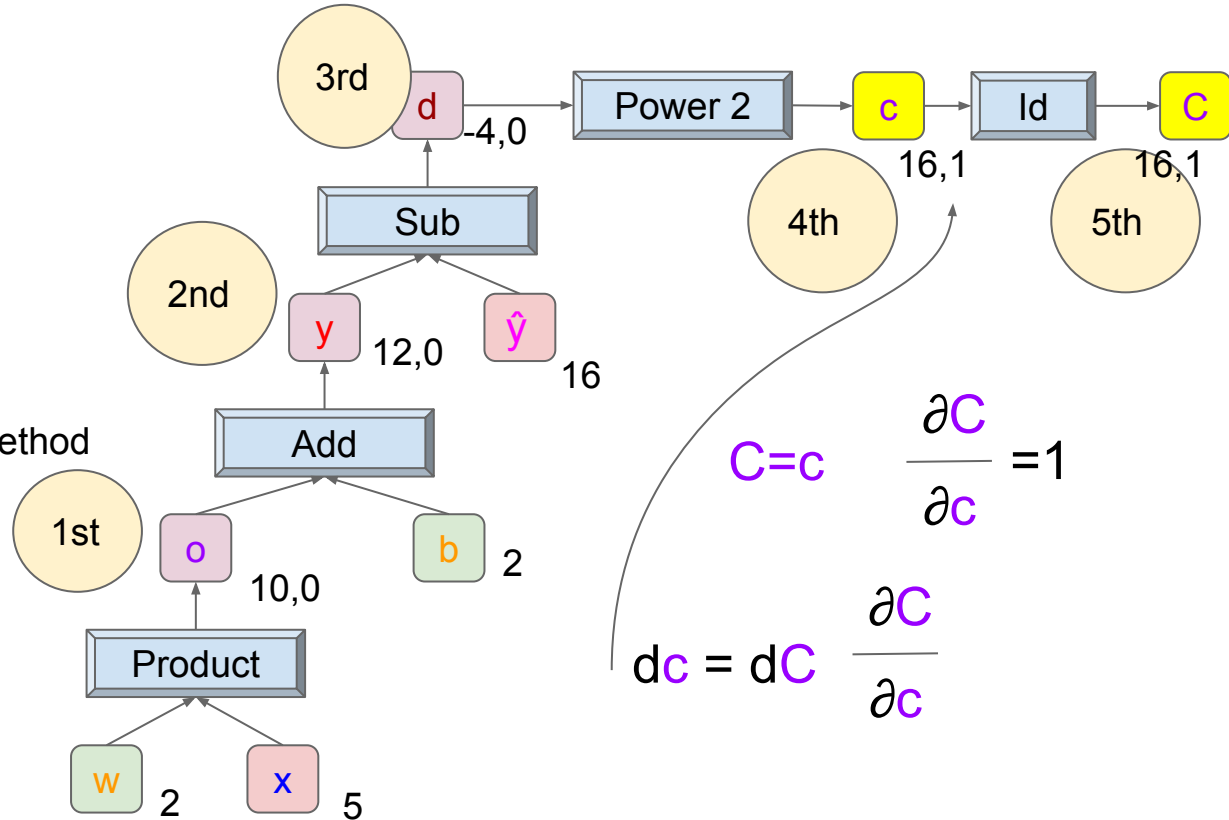 3rd
d
-4,0
Power 2
c
16,1
Id
C
16,1
Sub
4th
5th
2nd
y
12,0
ŷ
16
ethod
Add
C=c
∂C
∂c
=1
1st
o
10,0
b
2
Product
dc = dC
∂C
∂c
w
2
x
5